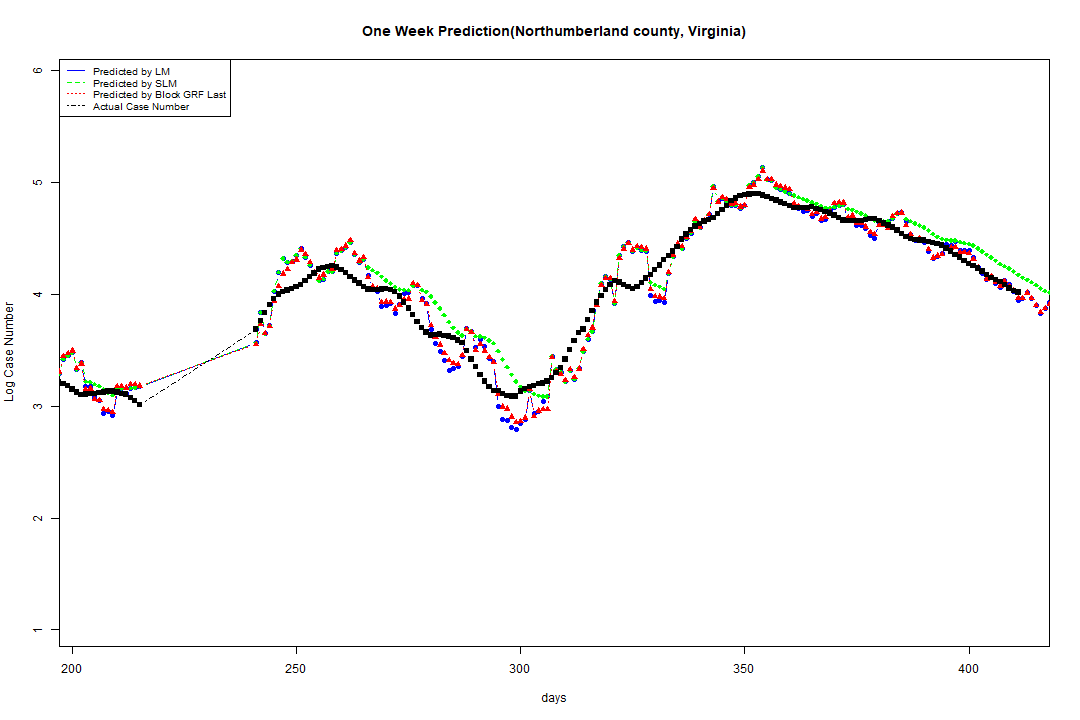 One Week Prediction(Northumberland county, Virginia)
Predicted by LM
Predicted by SLM
Predicted by Block GRF Last
Actual Case Number
6
5
4
3
2
1
Log Case Number
200 250 300 350 400
days